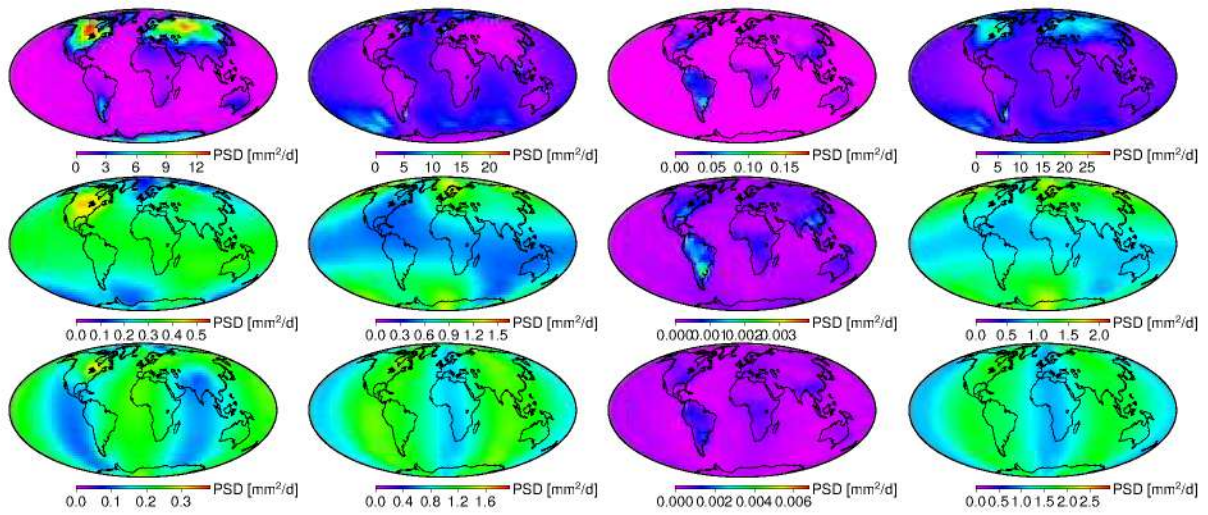 PSD [mm²/d] PSD [mm²/d] PSD [mm²/d] PSD [mm²/d]
0 3 6 9 12 0 5 10 15 20 0.00 0.05 0.10 0.15 0 5 10 15 20 25
PSD [mm²/d] PSD [mm²/d] PSD [mm²/d] PSD [mm²/d]
0.0 0.1 0.2 0.3 0.4 0.5 0.0 0.3 0.6 0.9 1.2 1.5 0.000 0.001 0.002 0.003 0.0 0.5 1.0 1.5 2.0
PSD [mm²/d] PSD [mm²/d] PSD [mm²/d] PSD [mm²/d]
0.0 0.1 0.2 0.3 0.0 0.4 0.8 1.2 1.6 0.000 0.002 0.004 0.006 0.0 0.5 1.0 1.5 2.0 2.5